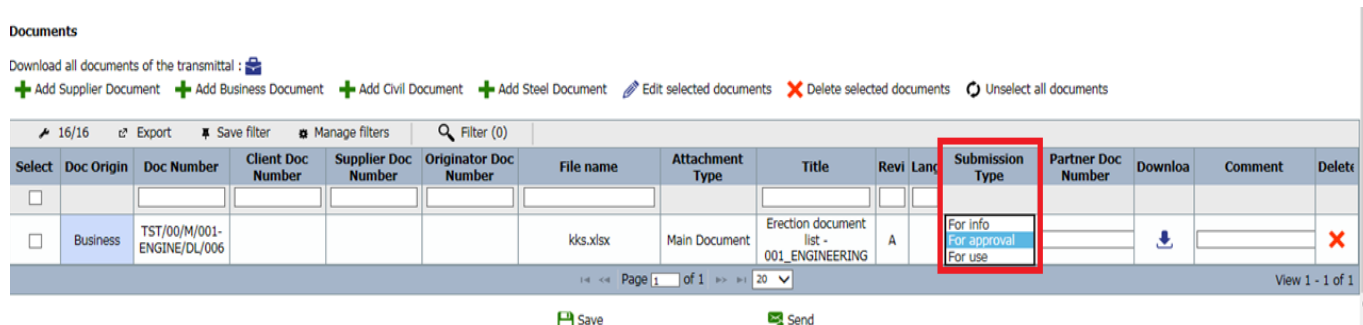 Documents
Download all documents of the transmittal :
Add Supplier Document Add Business Document Add Civil Document Add Steel Document Edit selected documents Delete selected documents Unselect all documents
16/16 Export Save filter Manage filters Filter (0)
Select Doc Origin Doc Number Client Doc Number Supplier Doc Number Originator Doc Number File name Attachment Type Title Revi Lang Submission Type Partner Doc Number Downloa Comment Delete
Business TST/00/M/001-ENGINE/DL/006 kks.xlsx Main Document Erection document list - 001_ENGINEERING A For info
For approval
For use
Page 1 of 1 20 View 1 - 1 of 1
Save Send